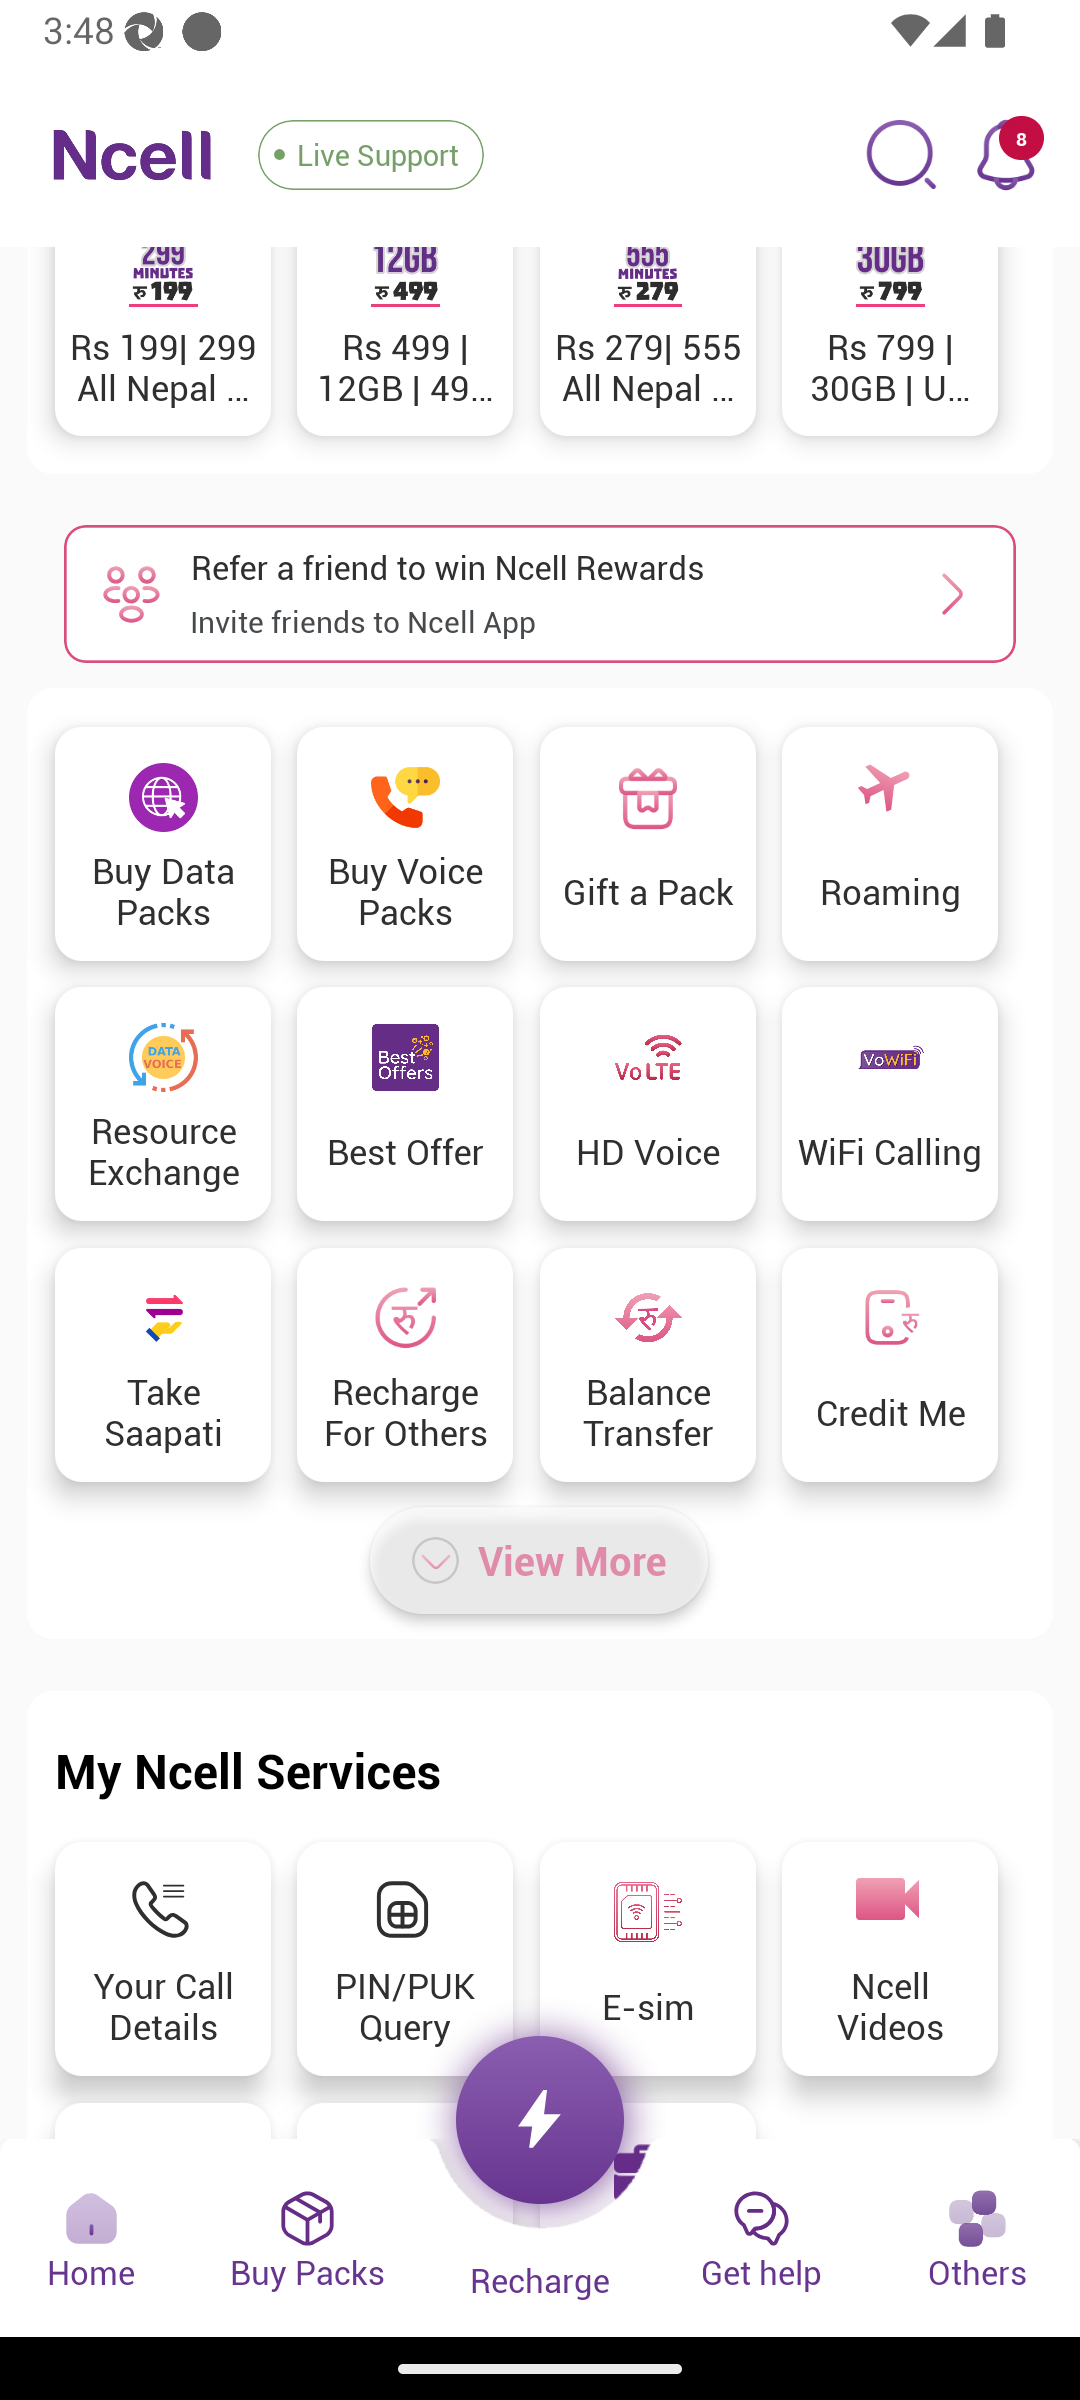 3:48
Ncell
Live Support
8
299
MINUTES
रु 199
12GB
रु 499
555
MINUTES
रु 279
30GB
रु 799
Rs 199| 299
All Nepal ...
Rs 499 |
12GB | 49...
Rs 279| 555
All Nepal ...
Rs 799 |
30GB | U...
Refer a friend to win Ncell Rewards
Invite friends to Ncell App
Buy Data
Packs
Buy Voice
Packs
Gift a Pack
Roaming
DATA
VOICE
Resource
Exchange
Best
Offers
Best Offer
VoLTE
HD Voice
VoWiFi
WiFi Calling
Take
Saapati
रु
Recharge
For Others
रु
Balance
Transfer
रु
Credit Me
View More
My Ncell Services
Your Call
Details
PIN/PUK
Query
E-sim
Ncell
Videos
Home
Buy Packs
Recharge
Get help
Others